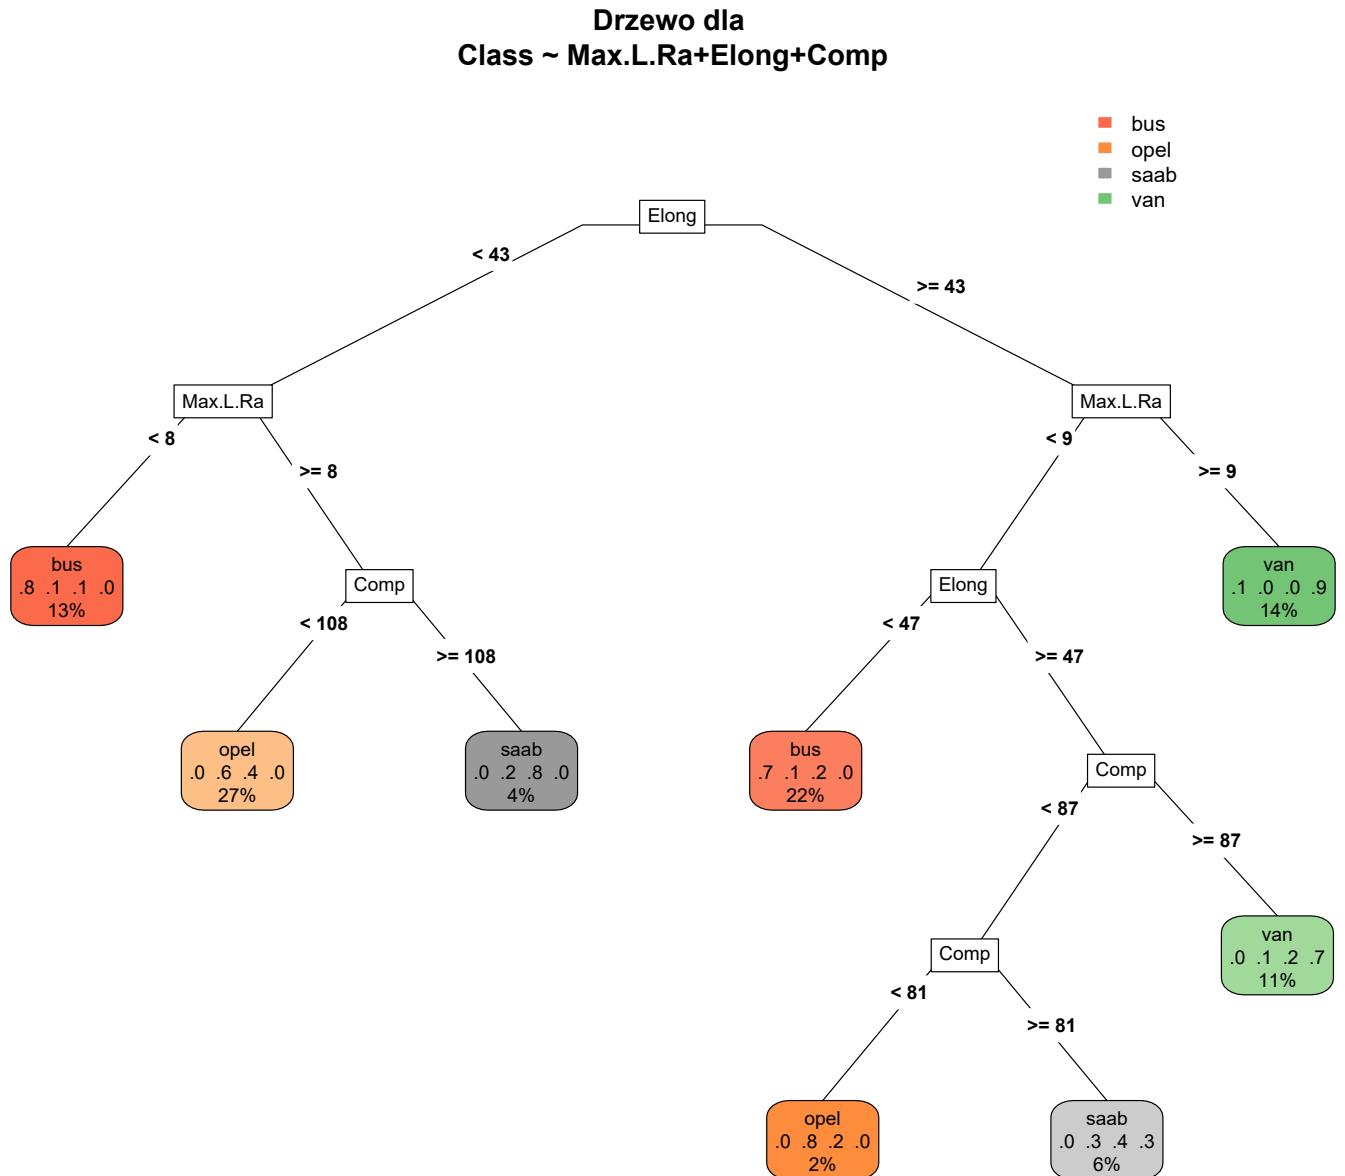 Drzewo dla
Class ~ Max.L.Ra+Elong+Comp
bus
opel
saab
van
Elong
< 43
>= 43
Max.L.Ra
Max.L.Ra
< 8
>= 8
< 9
>= 9
bus
.8 .1 .1 .0
13%
Comp
Elong
van
.1 .0 .0 .9
14%
< 108
>= 108
< 47
>= 47
opel
.0 .6 .4 .0
27%
saab
.0 .2 .8 .0
4%
bus
.7 .1 .2 .0
22%
Comp
< 87
>= 87
Comp
van
.0 .1 .2 .7
11%
< 81
>= 81
opel
.0 .8 .2 .0
2%
saab
.0 .3 .4 .3
6%